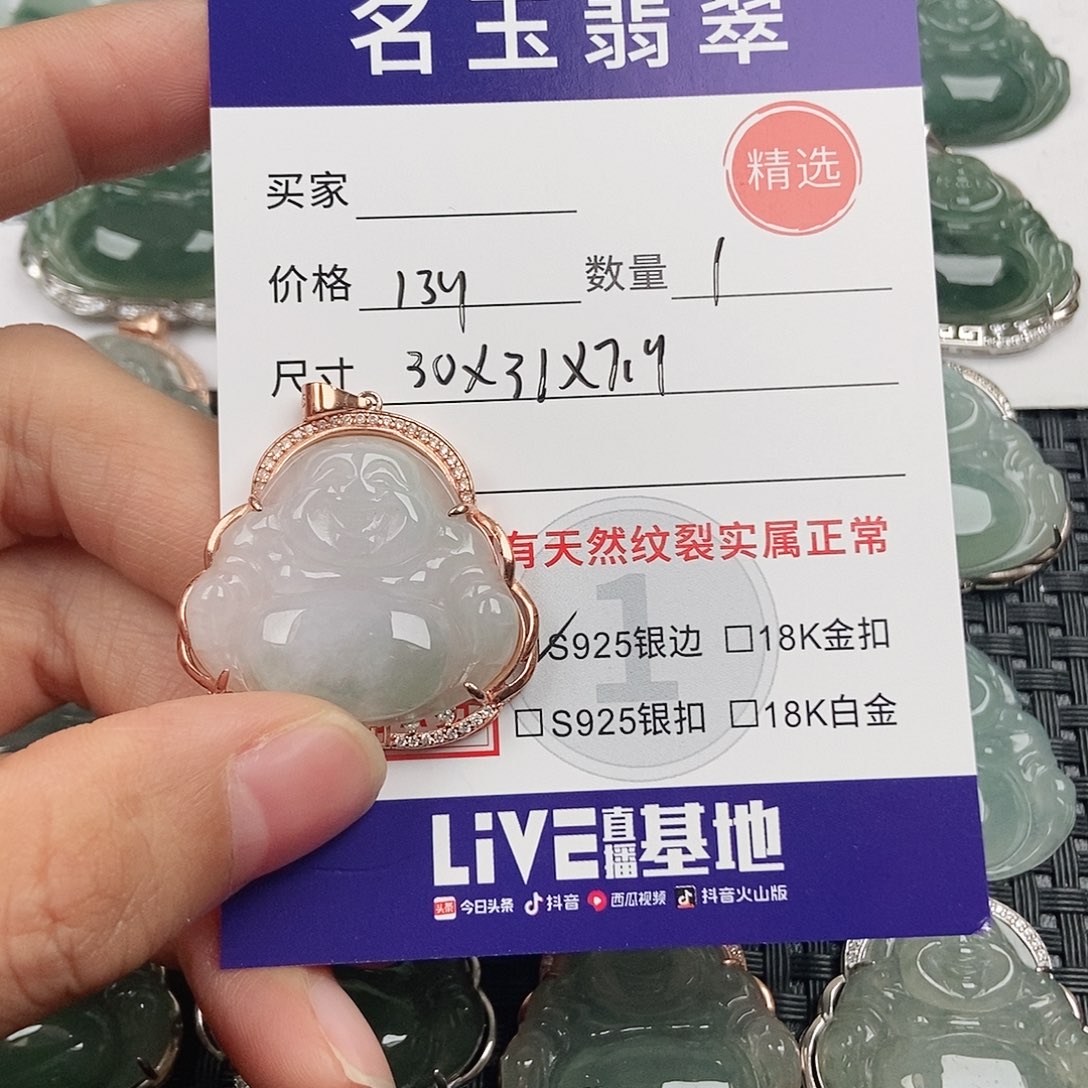 名玉翡翠
精选
买家
价格 134 数量 1
尺寸 30X31X7.9
有天然纹裂实属正常
1
S925银边 □18K金扣
□S925银扣 □18K白金
LiVE直播基地
头条 今日头条 抖音 西瓜视频 抖音火山版